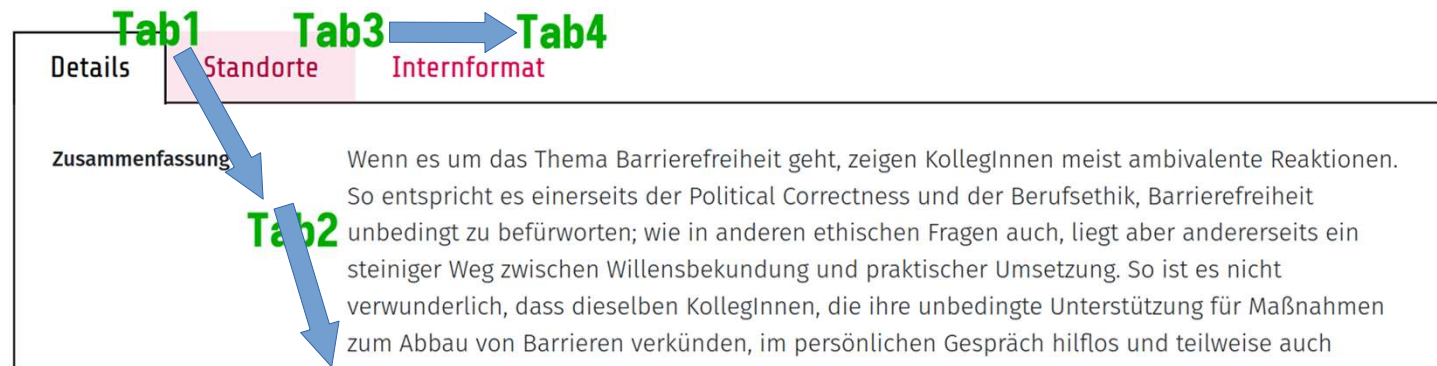 Tab1 Tab3 Tab4
Details Standorte Internformat
Zusammenfassung Wenn es um das Thema Barrierefreiheit geht, zeigen KollegInnen meist ambivalente Reaktionen.
So entspricht es einerseits der Political Correctness und der Berufsethik, Barrierefreiheit
Tab2 unbedingt zu befürworten; wie in anderen ethischen Fragen auch, liegt aber andererseits ein
steiniger Weg zwischen Willensbekundung und praktischer Umsetzung. So ist es nicht
verwunderlich, dass dieselben KollegInnen, die ihre unbedingte Unterstützung für Maßnahmen
zum Abbau von Barrieren verkünden, im persönlichen Gespräch hilflos und teilweise auch